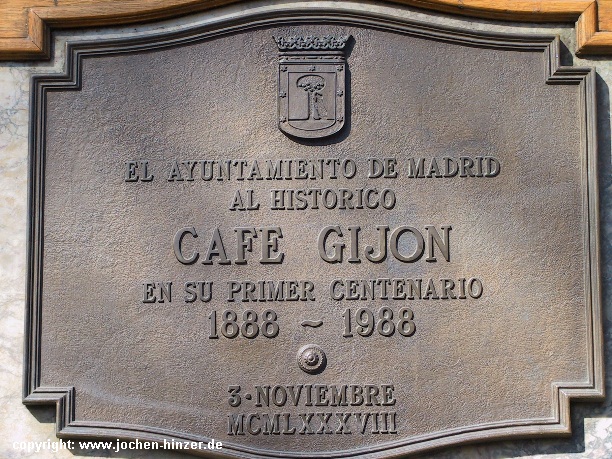 EL AYUNTAMIENTO DE MADRID
AL HISTORICO
CAFE GIJON
EN SU PRIMER CENTENARIO
1888 ~ 1988
3·NOVIEMBRE
MCMLXXXVIII
copyright: www.jochen-hinzer.de